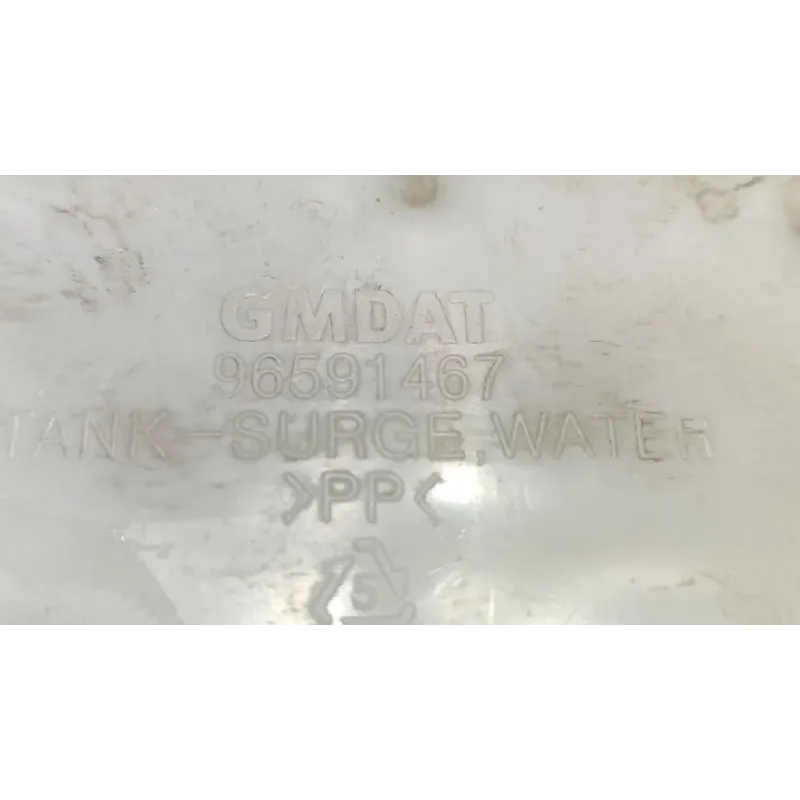 GMDAT
96591467
TANK-SURGE,WATER
>PP<
5